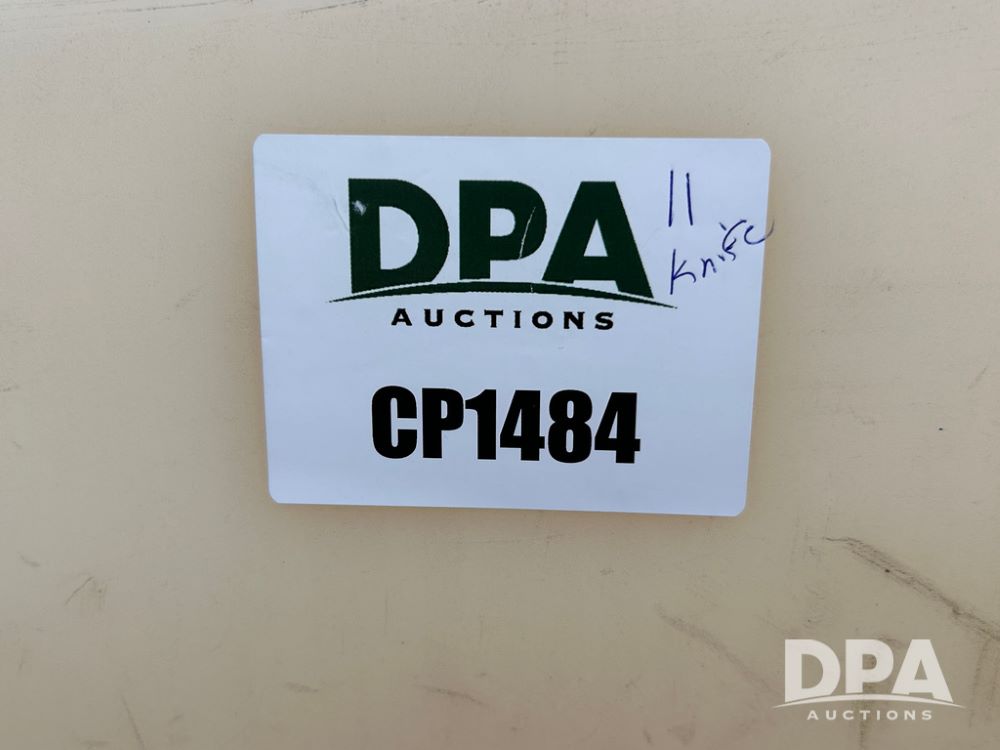 DPA
AUCTIONS
11
Knife
CP1484
DPA
AUCTIONS